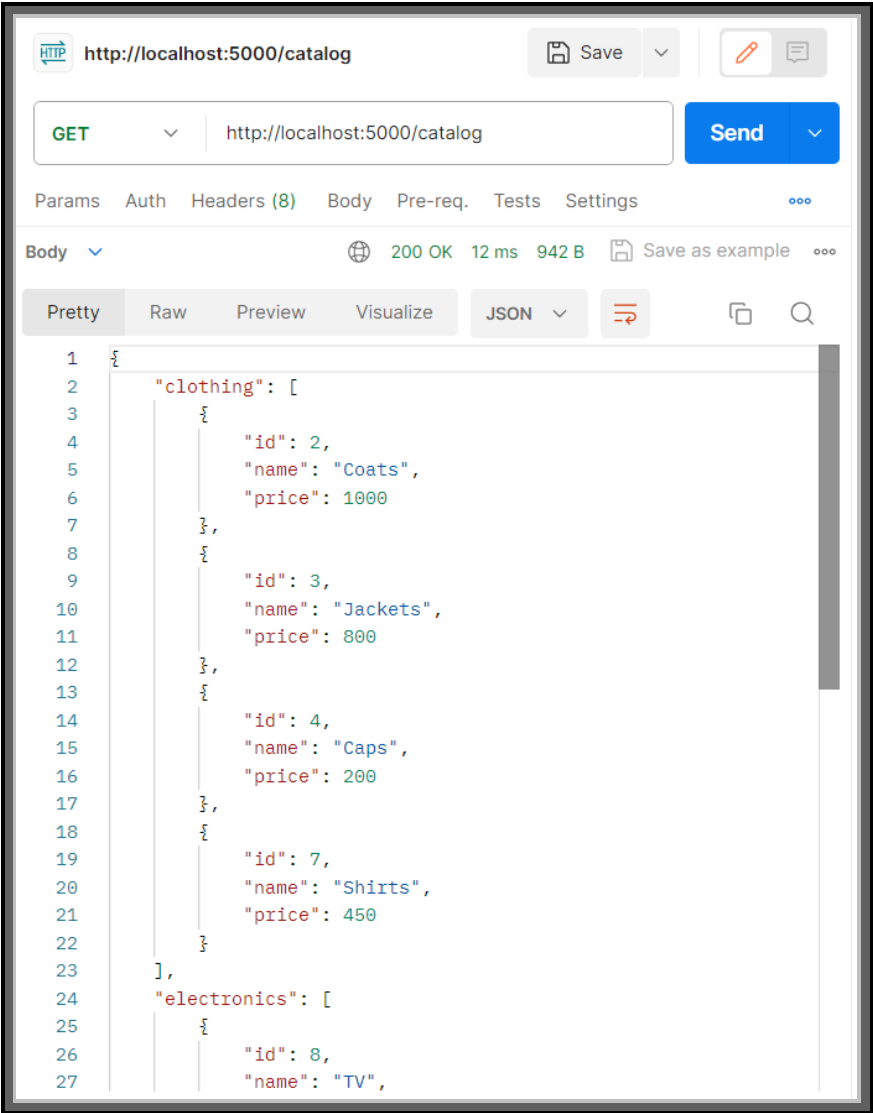 HTTP http://localhost:5000/catalog Save
GET http://localhost:5000/catalog Send
Params Auth Headers (8) Body Pre-req. Tests Settings
Body 200 OK 12 ms 942 B Save as example
Pretty Raw Preview Visualize JSON
1 {
2 "clothing": [
3 {
4 "id": 2,
5 "name": "Coats",
6 "price": 1000
7 },
8 {
9 "id": 3,
10 "name": "Jackets",
11 "price": 800
12 },
13 {
14 "id": 4,
15 "name": "Caps",
16 "price": 200
17 },
18 {
19 "id": 7,
20 "name": "Shirts",
21 "price": 450
22 }
23 ],
24 "electronics": [
25 {
26 "id": 8,
27 "name": "TV",